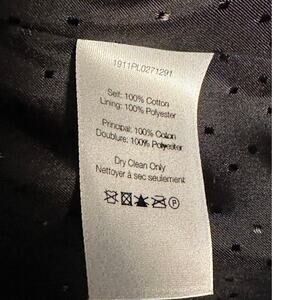 1911PL0271291
Self: 100% Cotton
Lining: 100% Polyester
Principal: 100% Coton
Doublure: 100% Polyester
Dry Clean Only
Nettoyer à sec seulement
P